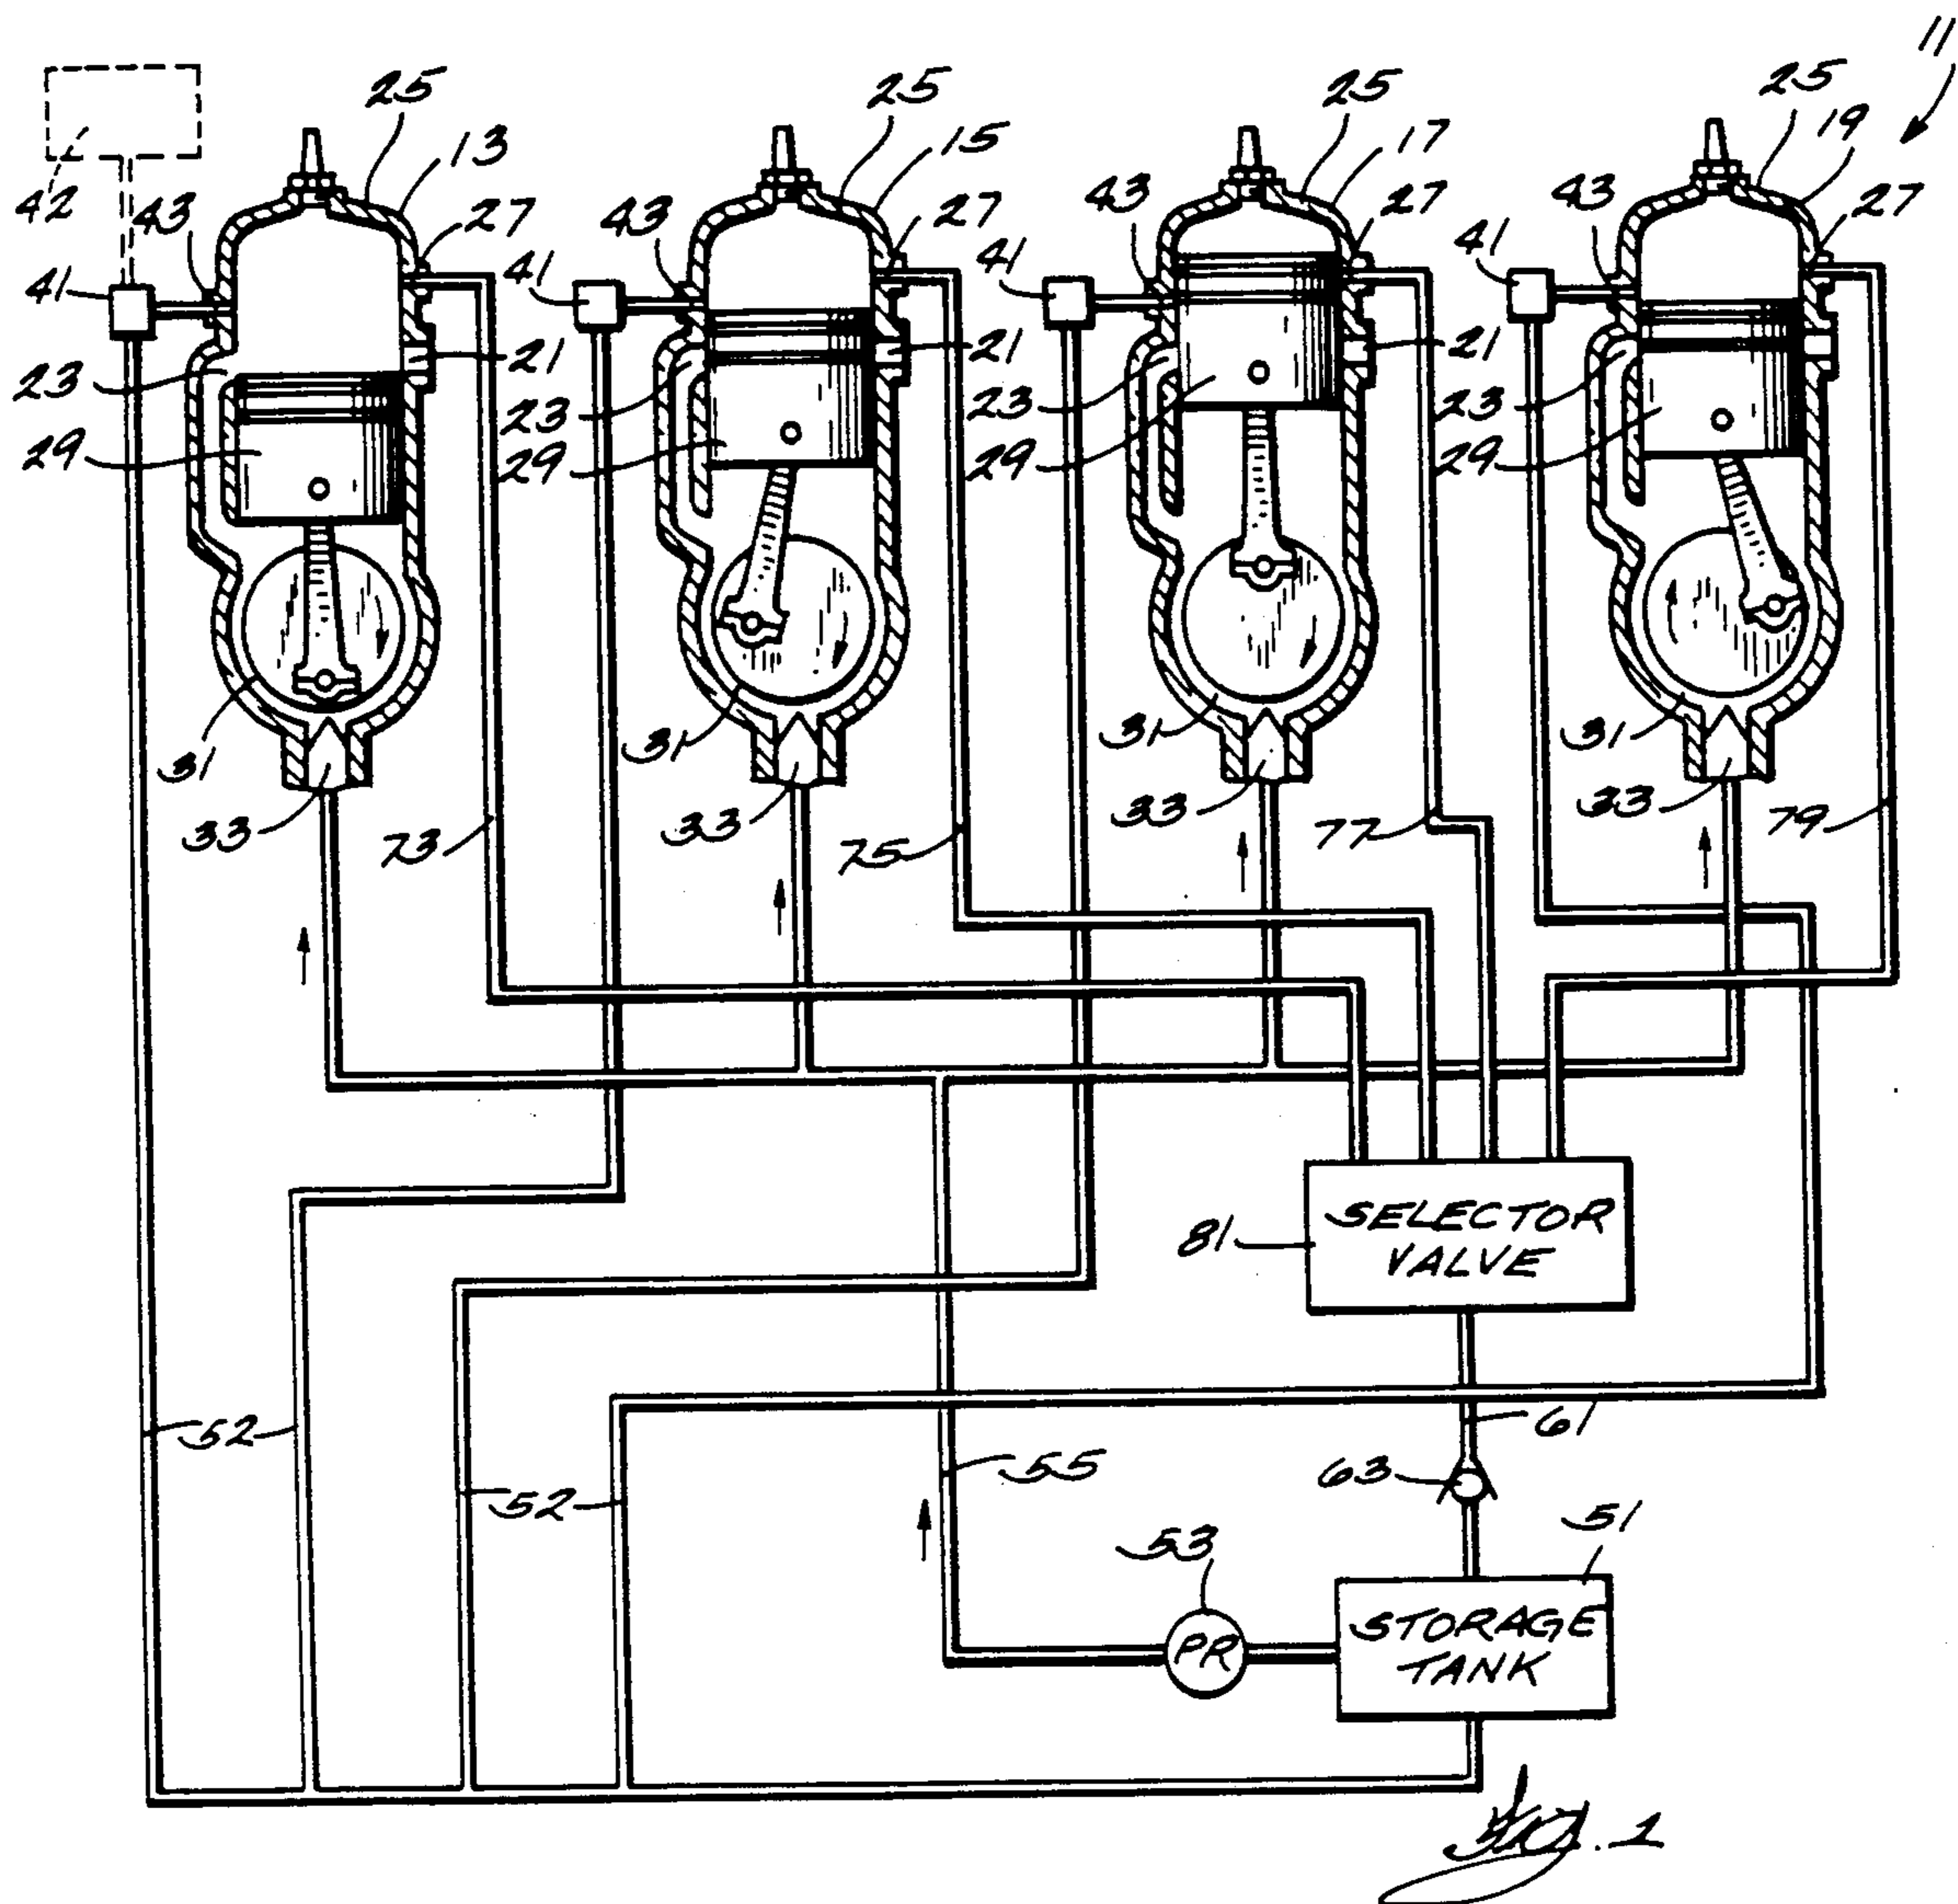 11
25 25 25 25
13 15 17 19
42 43 27 43 27 43 27 43 27
41 41 41 41
23 21 23 21 23 21 23
29 29 29 29
31 31 31 31
33 33 33 33
73 75 77 79
SELECTOR
VALVE
81
52 61
55 63
52 51
53
PR
STORAGE
TANK
FIG. 1